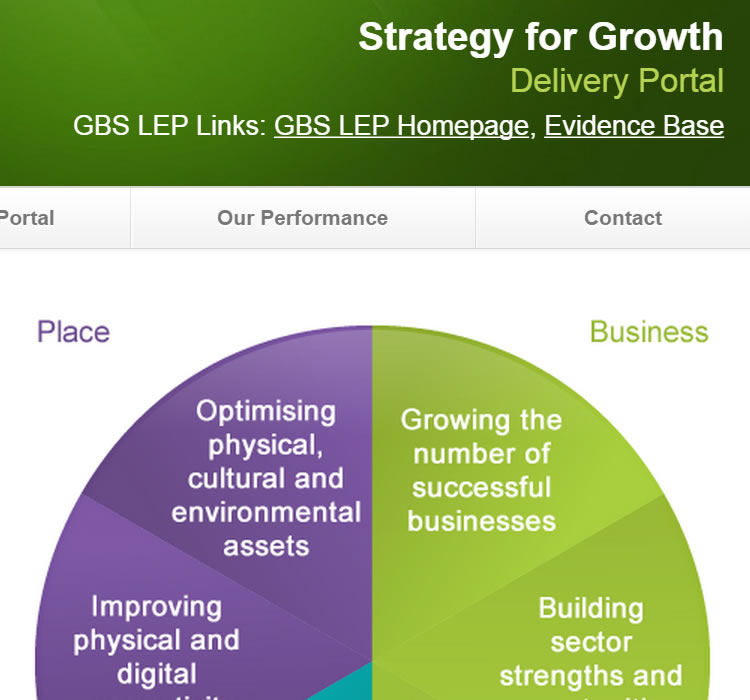 Strategy for Growth
Delivery Portal
GBS LEP Links: GBS LEP Homepage, Evidence Base
Portal
Our Performance
Contact
Place
Business
Optimising
physical,
cultural and
environmental
assets
Growing the
number of
successful
businesses
Improving
physical and
digital
Building
sector
strengths and